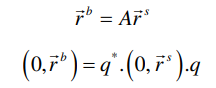 r⃗ᵇ = Ar⃗ˢ
(0, r⃗ᵇ) = q*.(0, r⃗ˢ).q